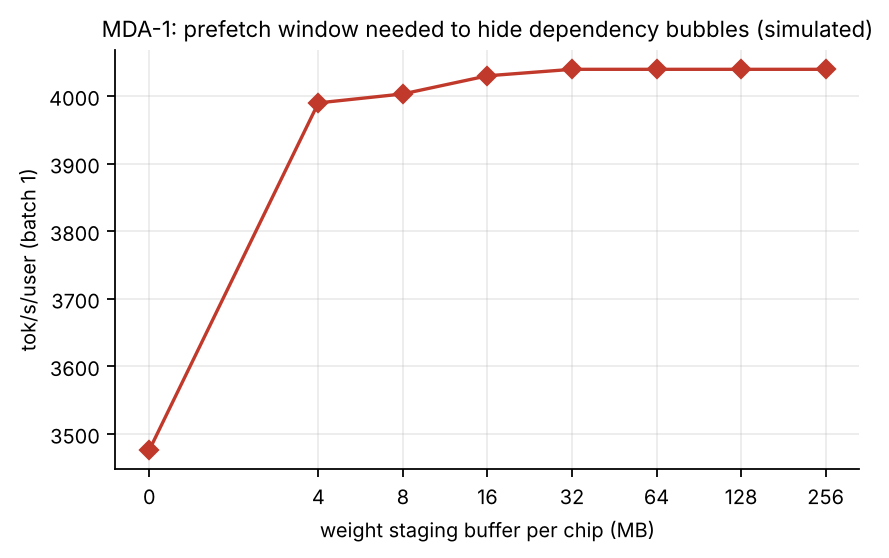 MDA-1: prefetch window needed to hide dependency bubbles (simulated)
tok/s/user (batch 1)
4000
3900
3800
3700
3600
3500
0 4 8 16 32 64 128 256
weight staging buffer per chip (MB)